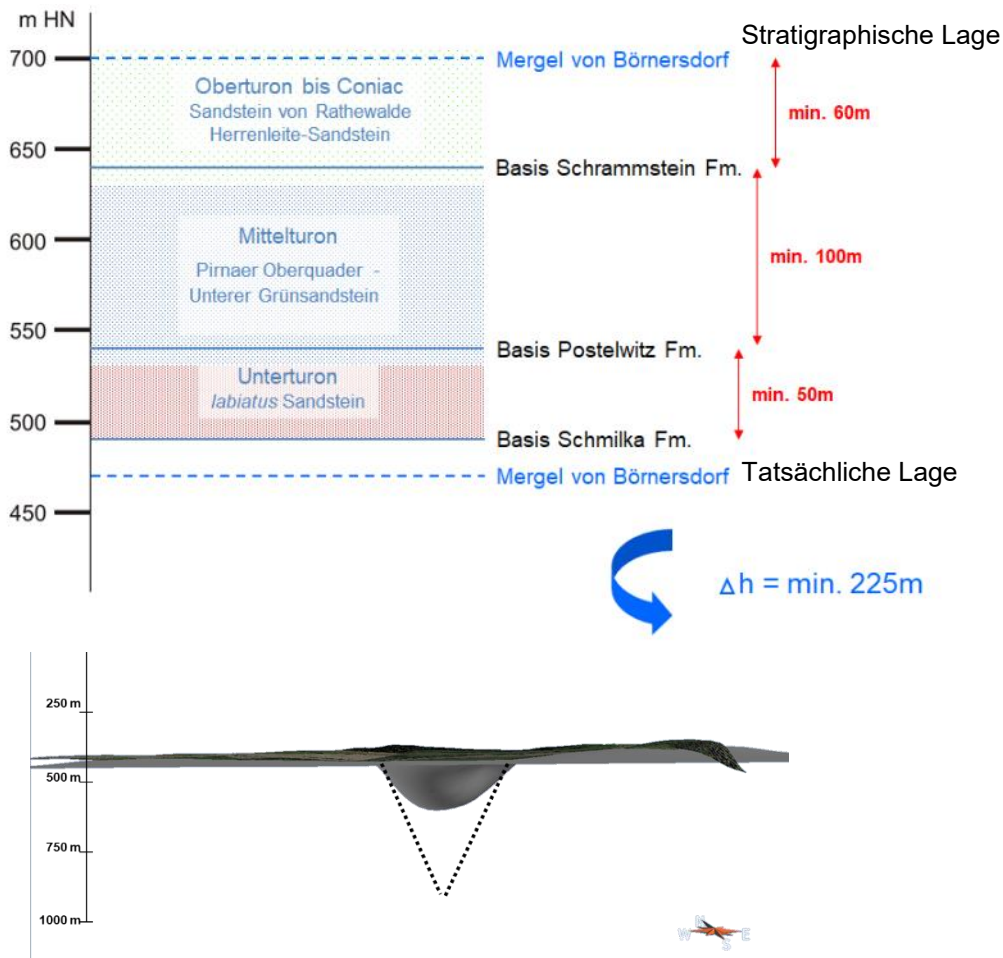 m HN
Stratigraphische Lage
700
Mergel von Börnersdorf
Oberturon bis Coniac
Sandstein von Rathewalde
Herrenleite-Sandstein
min. 60m
650
Basis Schrammstein Fm.
600
Mittelturon
Pirnaer Oberquader -
Unterer Grünsandstein
min. 100m
550
Basis Postelwitz Fm.
Unterturon
labiatus Sandstein
min. 50m
500
Basis Schmilka Fm.
Mergel von Börnersdorf
Tatsächliche Lage
450
Δh = min. 225m
250 m
500 m
750 m
1000 m
N
W
E
S